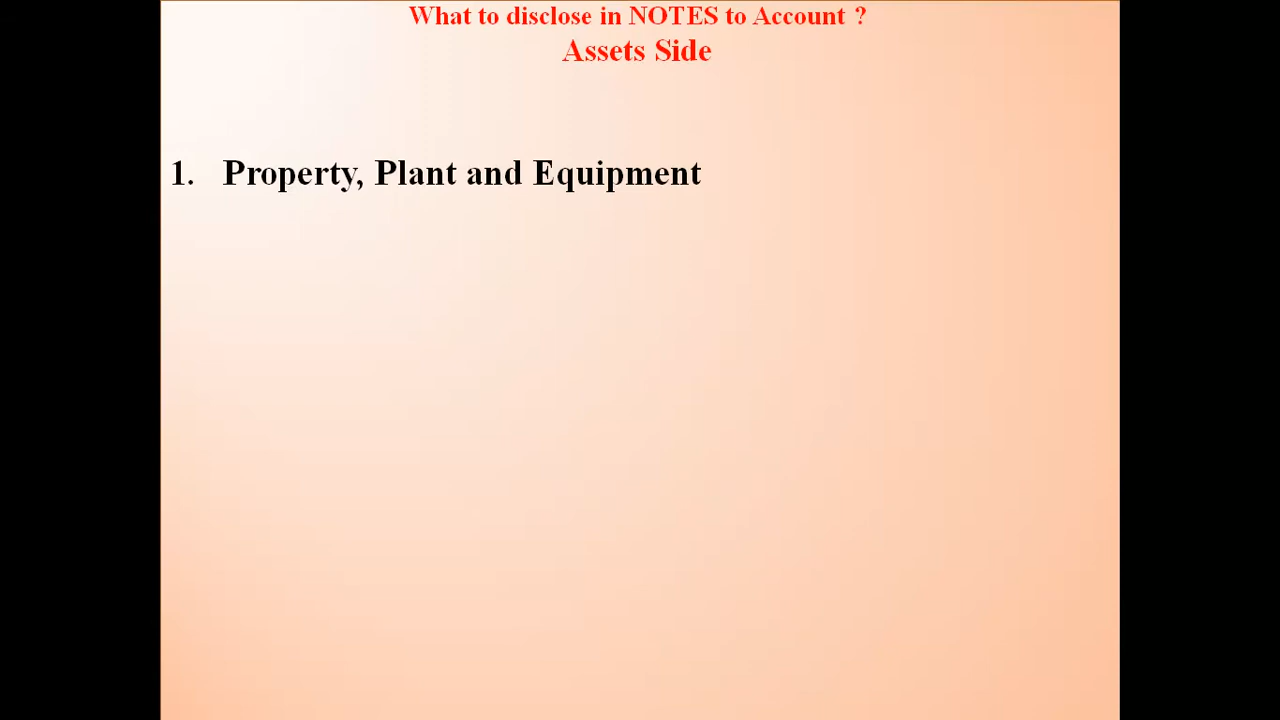 What to disclose in NOTES to Account ?
Assets Side
1. Property, Plant and Equipment